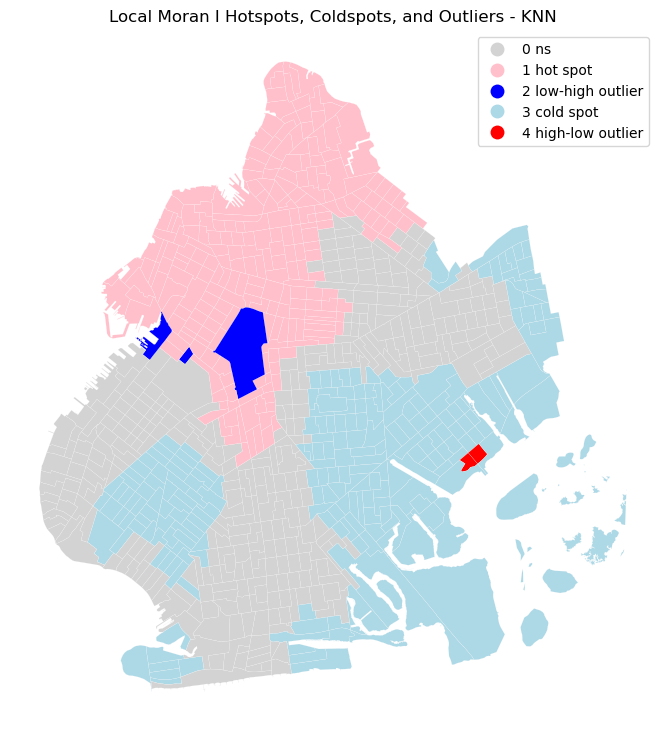 Local Moran I Hotspots, Coldspots, and Outliers - KNN
0 ns
1 hot spot
2 low-high outlier
3 cold spot
4 high-low outlier